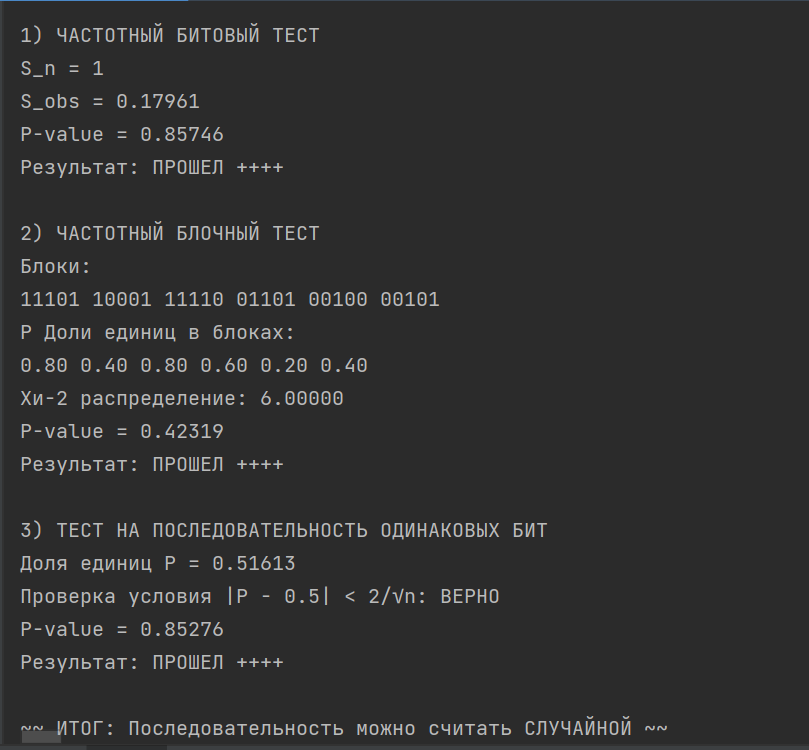 1) ЧАСТОТНЫЙ БИТОВЫЙ ТЕСТ
S_n = 1
S_obs = 0.17961
P-value = 0.85746
Результат: ПРОШЕЛ ++++
2) ЧАСТОТНЫЙ БЛОЧНЫЙ ТЕСТ
Блоки:
11101 10001 11110 01101 00100 00101
P Доли единиц в блоках:
0.80 0.40 0.80 0.60 0.20 0.40
Хи-2 распределение: 6.00000
P-value = 0.42319
Результат: ПРОШЕЛ ++++
3) ТЕСТ НА ПОСЛЕДОВАТЕЛЬНОСТЬ ОДИНАКОВЫХ БИТ
Доля единиц P = 0.51613
Проверка условия |P - 0.5| < 2/√n: ВЕРНО
P-value = 0.85276
Результат: ПРОШЕЛ ++++
~~ ИТОГ: Последовательность можно считать СЛУЧАЙНОЙ ~~